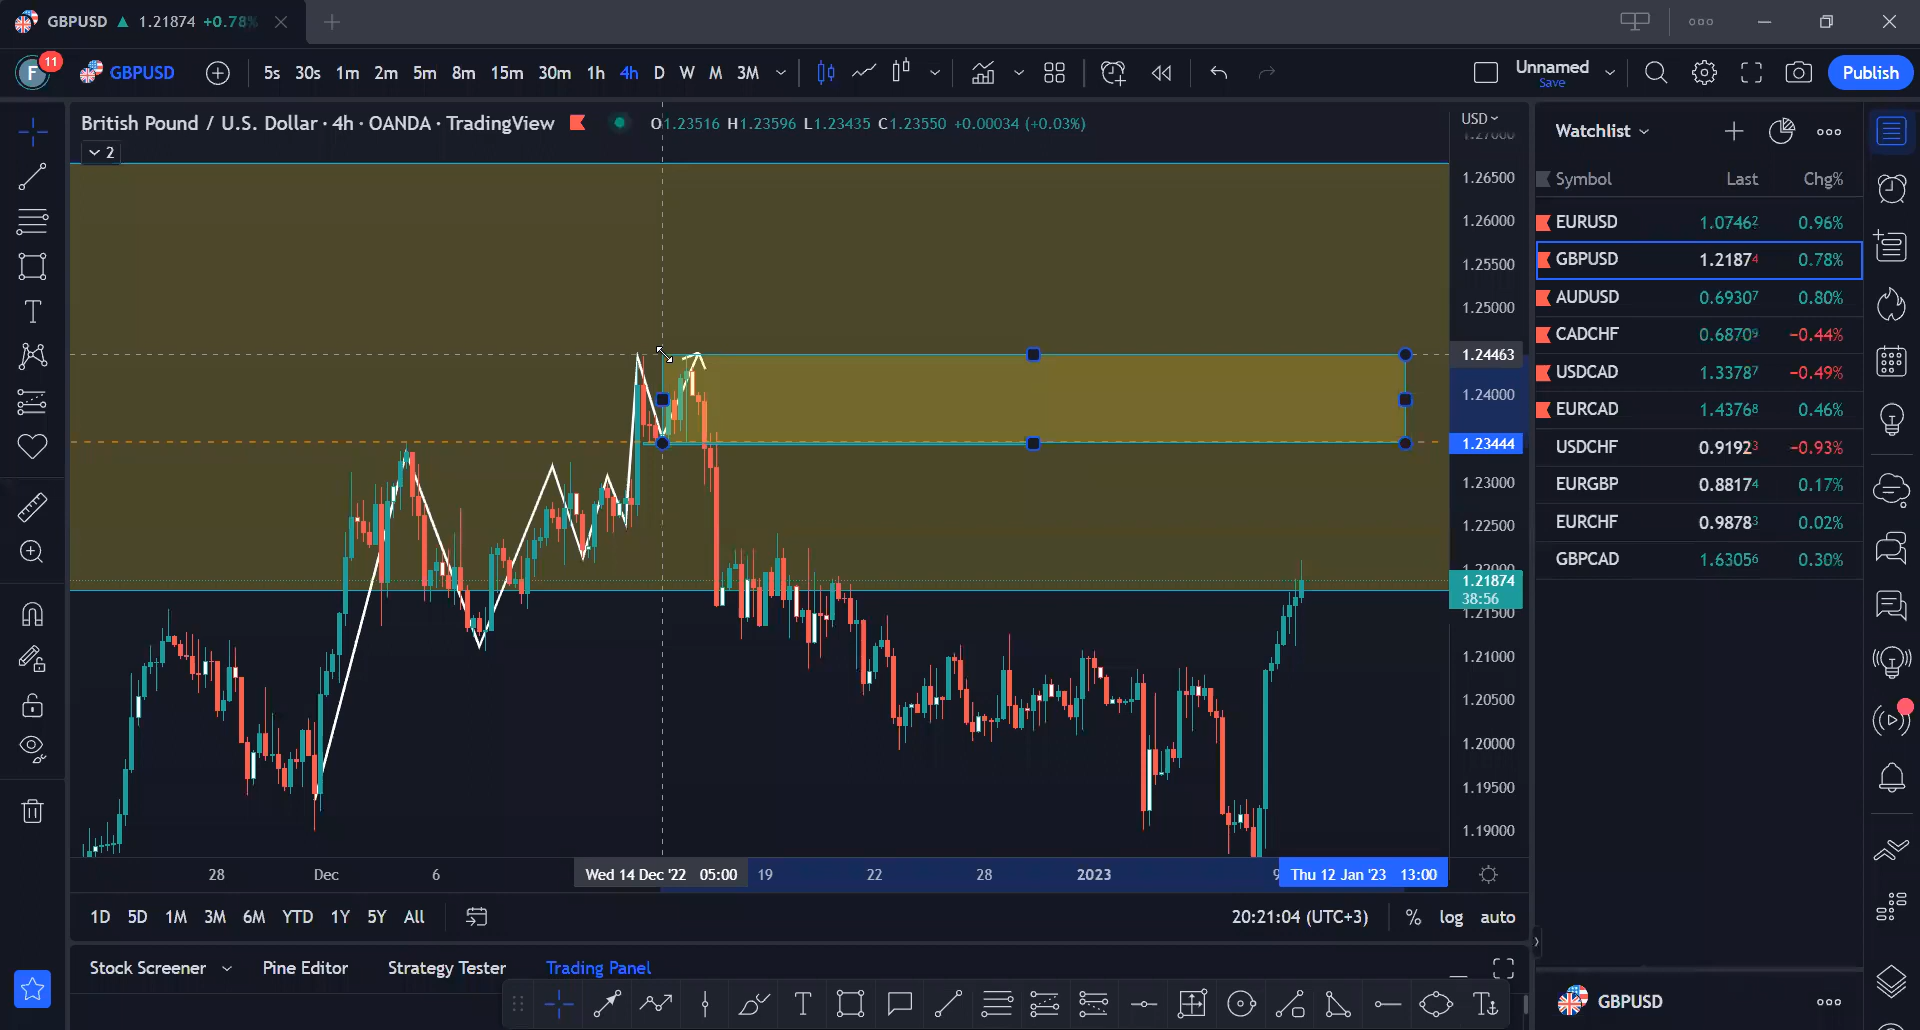 GBPUSD ▲ 1.21874 +0.78%
F 11 GBPUSD 5s 30s 1m 2m 5m 8m 15m 30m 1h 4h D W M 3M Unnamed Save Publish
British Pound / U.S. Dollar · 4h · OANDA · TradingView O1.23516 H1.23596 L1.23435 C1.23550 +0.00034 (+0.03%)
2
USD
1.27000
1.26500
1.26000
1.25500
1.25000
1.24463
1.24000
1.23444
1.23000
1.22500
1.22000
1.21874
38:56
1.21500
1.21000
1.20500
1.20000
1.19500
1.19000
28 Dec 6 Wed 14 Dec '22 05:00 19 22 28 2023 9 Thu 12 Jan '23 13:00
1D 5D 1M 3M 6M YTD 1Y 5Y All 20:21:04 (UTC+3) % log auto
Stock Screener Pine Editor Strategy Tester Trading Panel
Watchlist
Symbol Last Chg%
EURUSD 1.07462 0.96%
GBPUSD 1.21874 0.78%
AUDUSD 0.69307 0.80%
CADCHF 0.68709 −0.44%
USDCAD 1.33787 −0.49%
EURCAD 1.43768 0.46%
USDCHF 0.91923 −0.93%
EURGBP 0.88174 0.17%
EURCHF 0.98783 0.02%
GBPCAD 1.63056 0.30%
GBPUSD